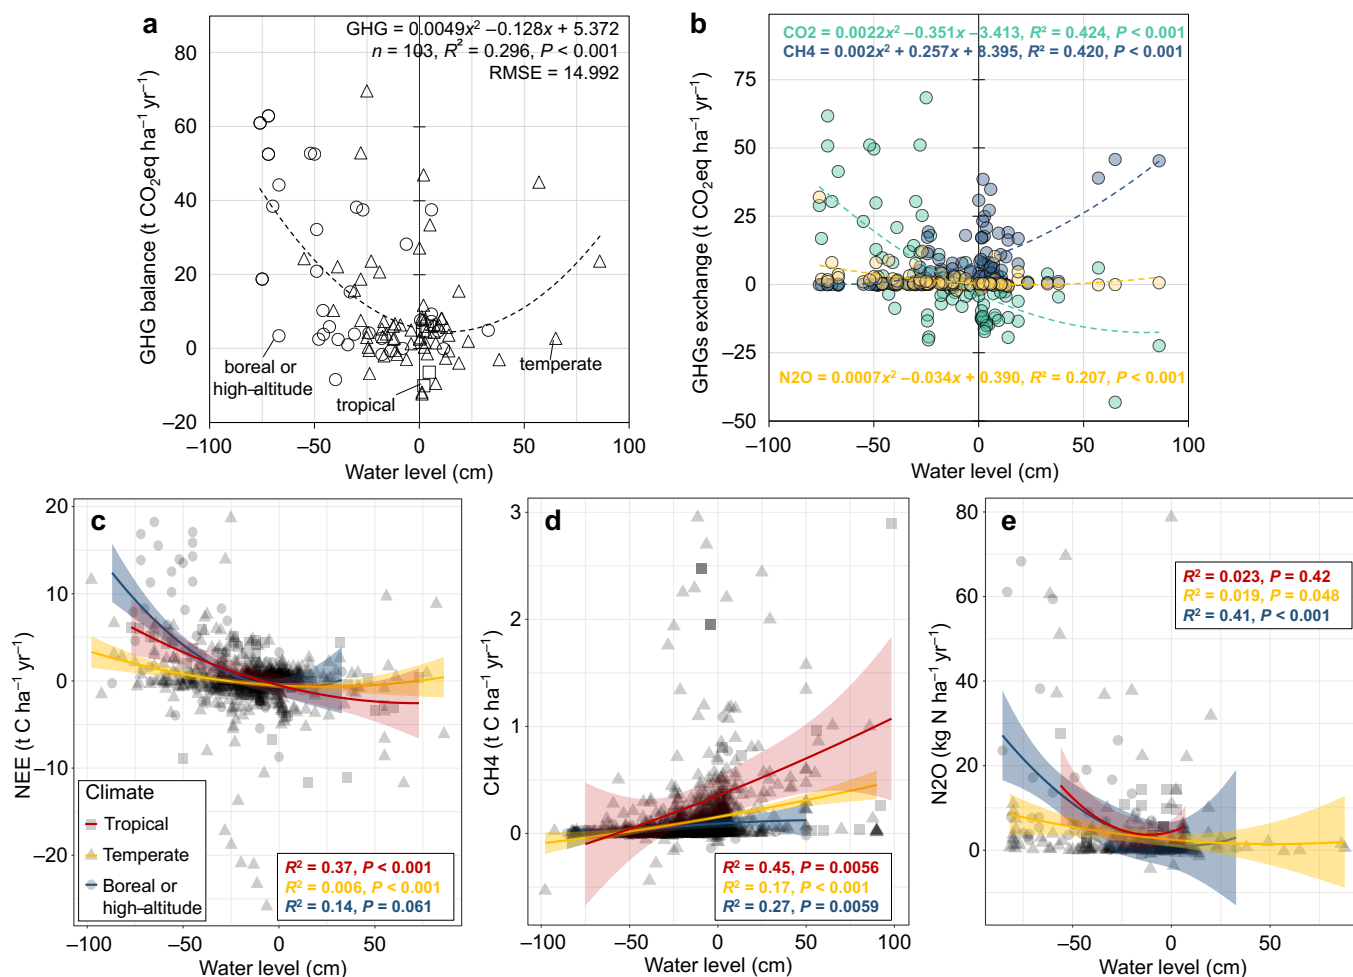 a
GHG = 0.0049x² −0.128x + 5.372
n = 103, R² = 0.296, P < 0.001
RMSE = 14.992
GHG balance (t CO₂eq ha⁻¹ yr⁻¹)
80
60
40
20
0
−20
boreal or
high–altitude
tropical
temperate
−100
−50
0
50
100
Water level (cm)
b
CO2 = 0.0022x² −0.351x −3.413, R² = 0.424, P < 0.001
CH4 = 0.002x² + 0.257x + 8.395, R² = 0.420, P < 0.001
GHGs exchange (t CO₂eq ha⁻¹ yr⁻¹)
75
50
25
0
−25
−50
N2O = 0.0007x² −0.034x + 0.390, R² = 0.207, P < 0.001
−100
−50
0
50
100
Water level (cm)
c
NEE (t C ha⁻¹ yr⁻¹)
20
10
0
−10
−20
Climate
Tropical
Temperate
Boreal or
high–altitude
R² = 0.37, P < 0.001
R² = 0.006, P < 0.001
R² = 0.14, P = 0.061
−100
−50
0
50
Water level (cm)
d
CH4 (t C ha⁻¹ yr⁻¹)
3
2
1
0
R² = 0.45, P = 0.0056
R² = 0.17, P < 0.001
R² = 0.27, P = 0.0059
−100
−50
0
50
100
Water level (cm)
e
N2O (kg N ha⁻¹ yr⁻¹)
80
60
40
20
0
R² = 0.023, P = 0.42
R² = 0.019, P = 0.048
R² = 0.41, P < 0.001
−50
0
50
Water level (cm)